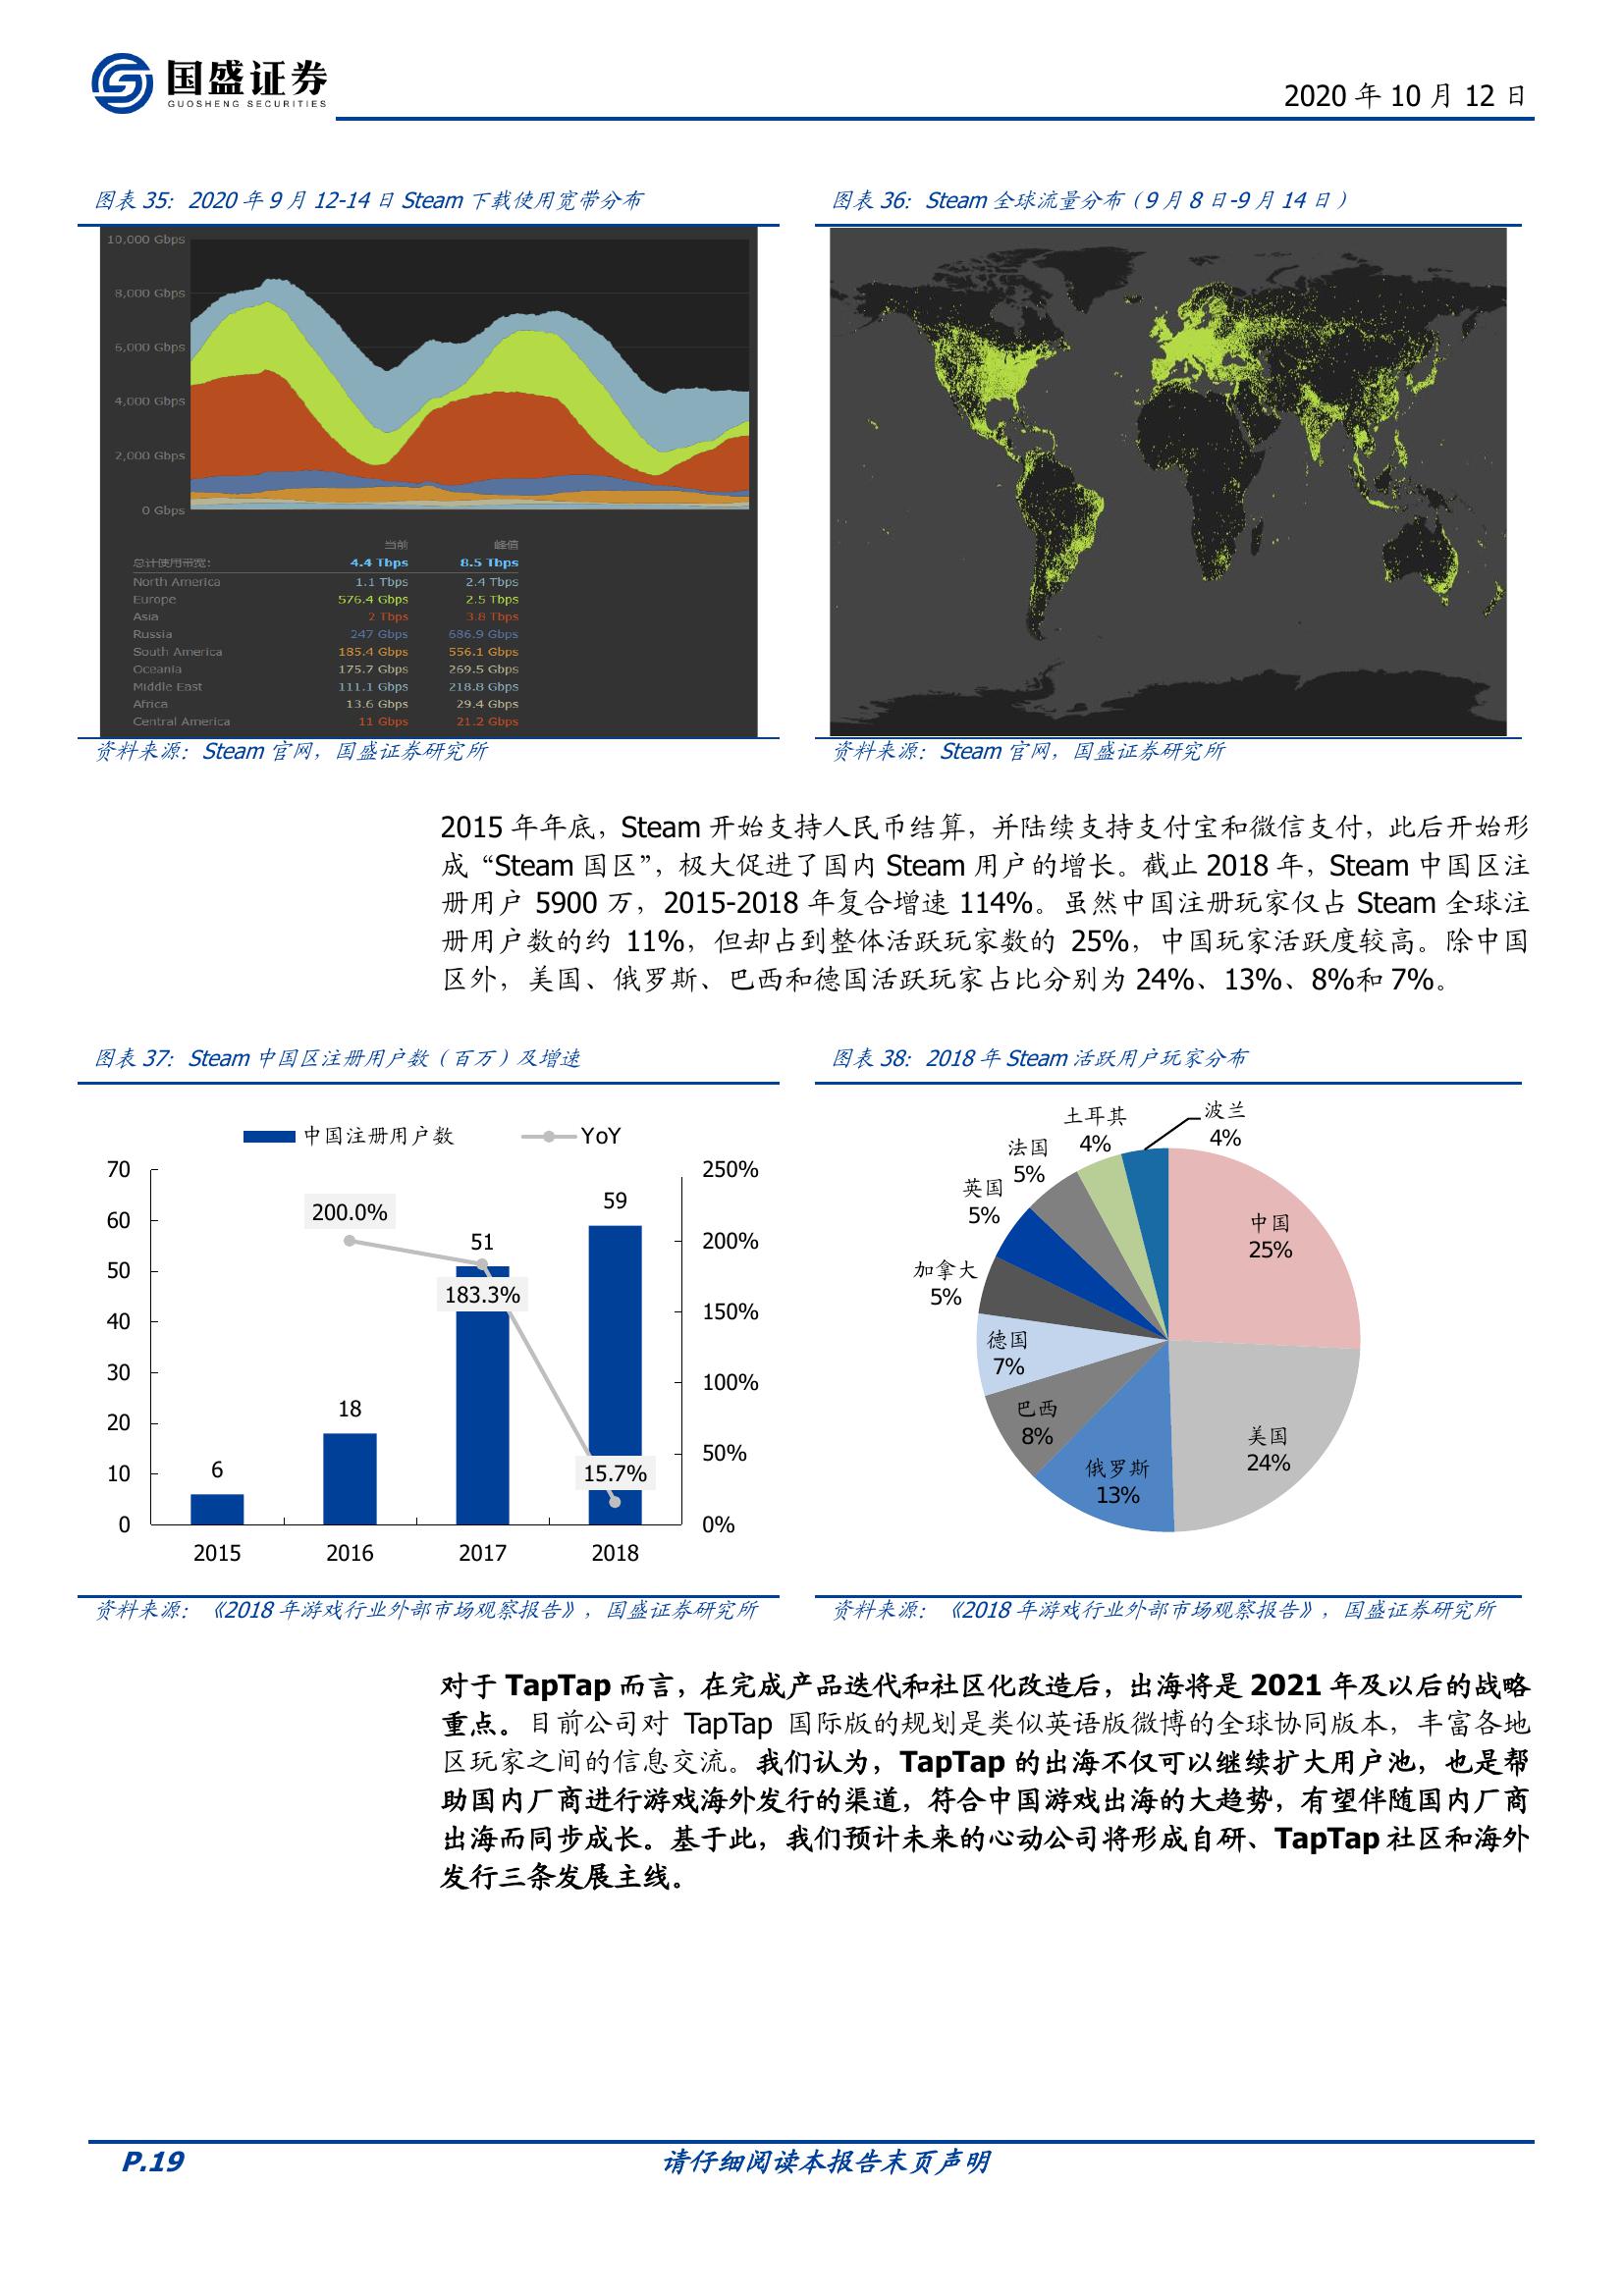 国盛证券
GUOSHENG SECURITIES
2020 年 10 月 12 日
图表 35: 2020 年 9 月 12-14 日 Steam 下载使用宽带分布
10,000 Gbps
8,000 Gbps
6,000 Gbps
4,000 Gbps
2,000 Gbps
0 Gbps
当前 峰值
总计使用带宽: 4.4 Tbps 8.5 Tbps
North America 1.1 Tbps 2.4 Tbps
Europe 576.4 Gbps 2.5 Tbps
Asia 2 Tbps 3.8 Tbps
Russia 247 Gbps 686.9 Gbps
South America 185.4 Gbps 556.1 Gbps
Oceania 175.7 Gbps 269.5 Gbps
Middle East 111.1 Gbps 218.8 Gbps
Africa 13.6 Gbps 29.4 Gbps
Central America 11 Gbps 21.2 Gbps
资料来源：Steam 官网，国盛证券研究所
图表 36: Steam 全球流量分布（9 月 8 日-9 月 14 日）
资料来源：Steam 官网，国盛证券研究所
2015 年年底，Steam 开始支持人民币结算，并陆续支持支付宝和微信支付，此后开始形
成“Steam 国区”，极大促进了国内 Steam 用户的增长。截止 2018 年，Steam 中国区注
册用户 5900 万，2015-2018 年复合增速 114%。虽然中国注册玩家仅占 Steam 全球注
册用户数的约 11%，但却占到整体活跃玩家数的 25%，中国玩家活跃度较高。除中国
区外，美国、俄罗斯、巴西和德国活跃玩家占比分别为 24%、13%、8%和 7%。
图表 37: Steam 中国区注册用户数（百万）及增速
中国注册用户数 YoY
70
60
50
40
30
20
10
0
250%
200%
150%
100%
50%
0%
6
18
51
59
200.0%
183.3%
15.7%
2015 2016 2017 2018
资料来源：《2018 年游戏行业外部市场观察报告》，国盛证券研究所
图表 38: 2018 年 Steam 活跃用户玩家分布
中国
25%
美国
24%
俄罗斯
13%
巴西
8%
德国
7%
加拿大
5%
英国
5%
法国
5%
土耳其
4%
波兰
4%
资料来源：《2018 年游戏行业外部市场观察报告》，国盛证券研究所
对于 TapTap 而言，在完成产品迭代和社区化改造后，出海将是 2021 年及以后的战略
重点。目前公司对 TapTap 国际版的规划是类似英语版微博的全球协同版本，丰富各地
区玩家之间的信息交流。我们认为，TapTap 的出海不仅可以继续扩大用户池，也是帮
助国内厂商进行游戏海外发行的渠道，符合中国游戏出海的大趋势，有望伴随国内厂商
出海而同步成长。基于此，我们预计未来的心动公司将形成自研、TapTap 社区和海外
发行三条发展主线。
P.19
请仔细阅读本报告末页声明